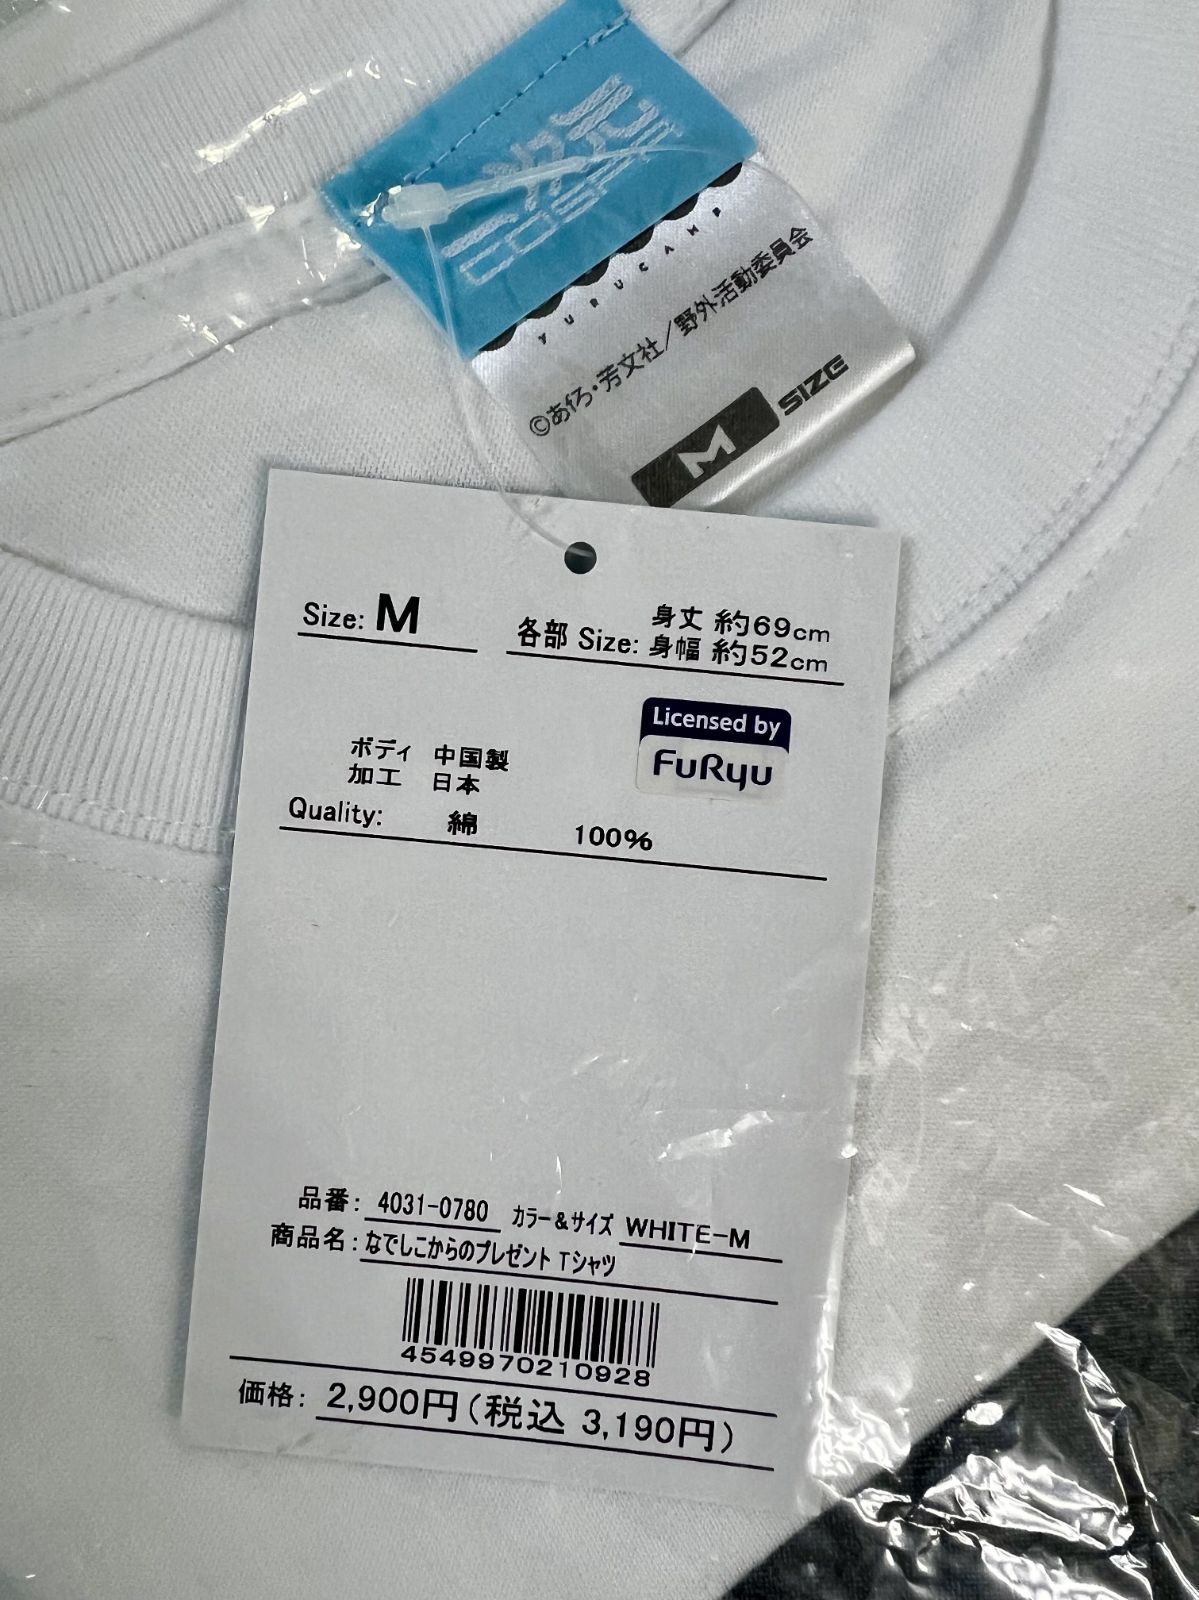 二次元
COSPA
YURUCAMP
©あfろ・芳文社／野外活動委員会
M SIZE
Size: M
各部 Size: 身丈 約69cm
身幅 約52cm
Licensed by
FuRyu
ボディ 中国製
加工 日本
Quality: 綿 100%
品番: 4031-0780 カラー&サイズ WHITE-M
商品名: なでしこからのプレゼント Tシャツ
4549970210928
価格: 2,900円(税込 3,190円)